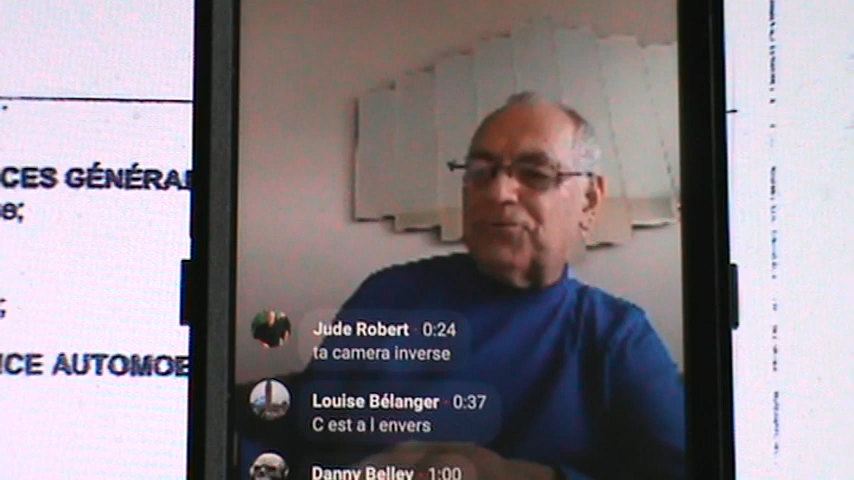 CES GÉNÉRA
e;
;
ICE AUTOMOB
Jude Robert · 0:24
ta camera inverse
Louise Bélanger · 0:37
C est a l envers
Danny Belley · 1:00